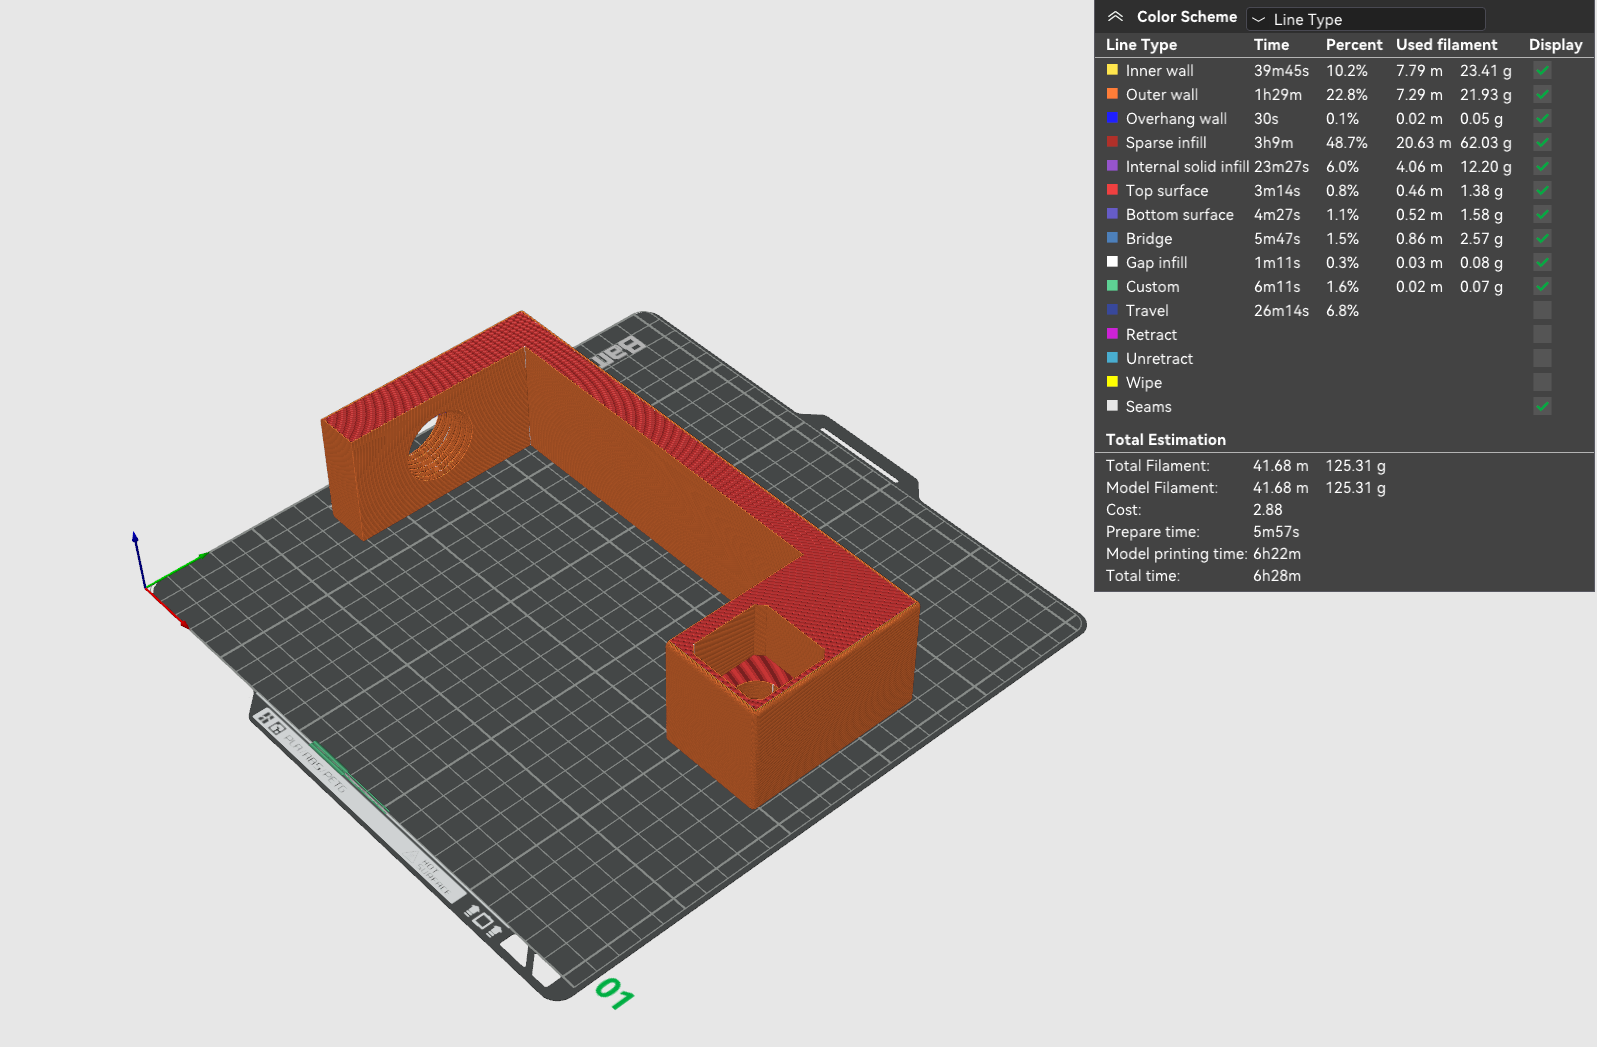 Color Scheme Line Type
Line Type Time Percent Used filament Display
Inner wall 39m45s 10.2% 7.79 m 23.41 g
Outer wall 1h29m 22.8% 7.29 m 21.93 g
Overhang wall 30s 0.1% 0.02 m 0.05 g
Sparse infill 3h9m 48.7% 20.63 m 62.03 g
Internal solid infill 23m27s 6.0% 4.06 m 12.20 g
Top surface 3m14s 0.8% 0.46 m 1.38 g
Bottom surface 4m27s 1.1% 0.52 m 1.58 g
Bridge 5m47s 1.5% 0.86 m 2.57 g
Gap infill 1m11s 0.3% 0.03 m 0.08 g
Custom 6m11s 1.6% 0.02 m 0.07 g
Travel 26m14s 6.8%
Retract
Unretract
Wipe
Seams
Total Estimation
Total Filament: 41.68 m 125.31 g
Model Filament: 41.68 m 125.31 g
Cost: 2.88
Prepare time: 5m57s
Model printing time: 6h22m
Total time: 6h28m
HOT
SURFACE
01